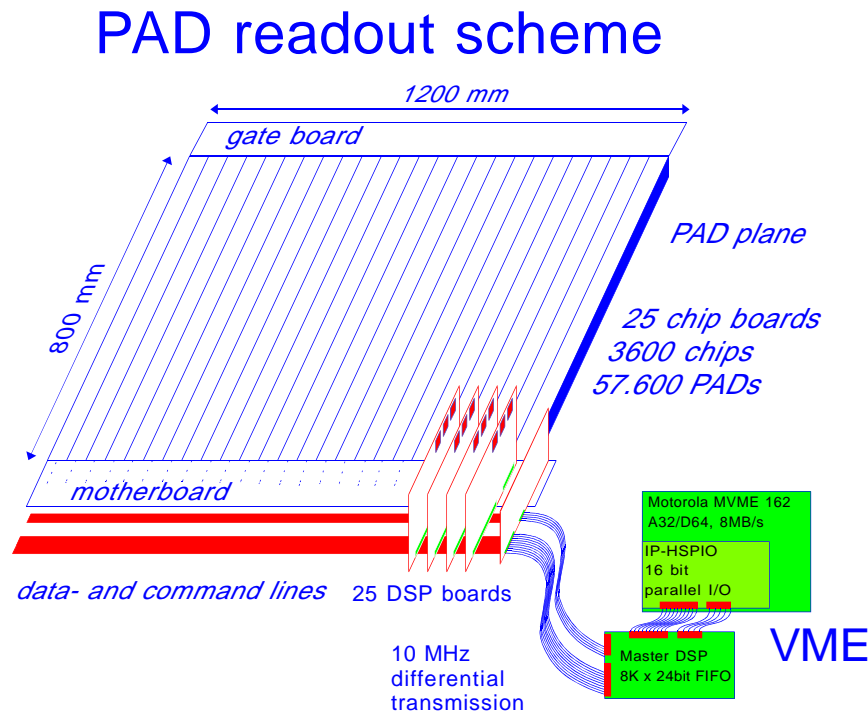 PAD readout scheme
1200 mm
gate board
800 mm
PAD plane
25 chip boards
3600 chips
57.600 PADs
motherboard
Motorola MVME 162
A32/D64, 8MB/s
IP-HSPIO
16 bit
parallel I/O
data- and command lines
25 DSP boards
10 MHz
differential
transmission
Master DSP
8K x 24bit FIFO
VME